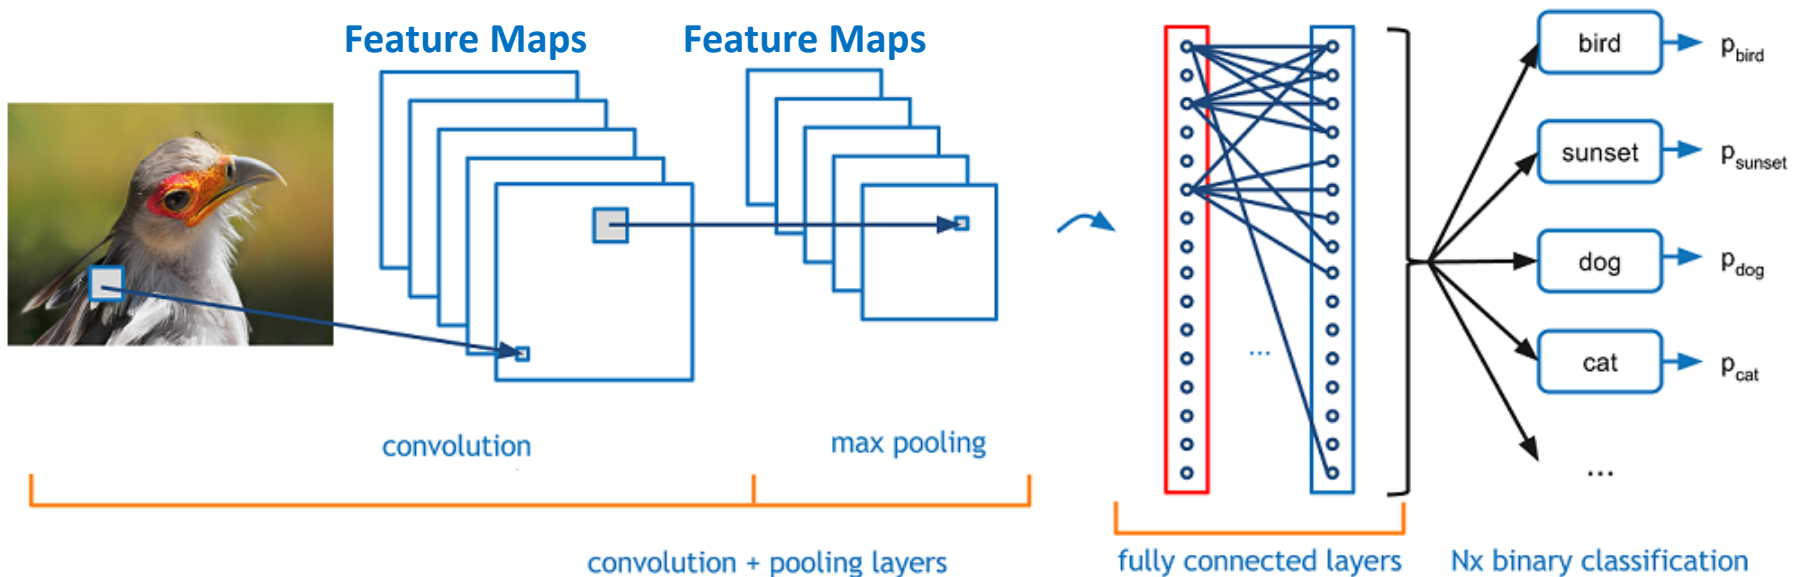 Feature Maps
Feature Maps
convolution
max pooling
convolution + pooling layers
...
fully connected layers
bird
p_bird
sunset
p_sunset
dog
p_dog
cat
p_cat
...
Nx binary classification